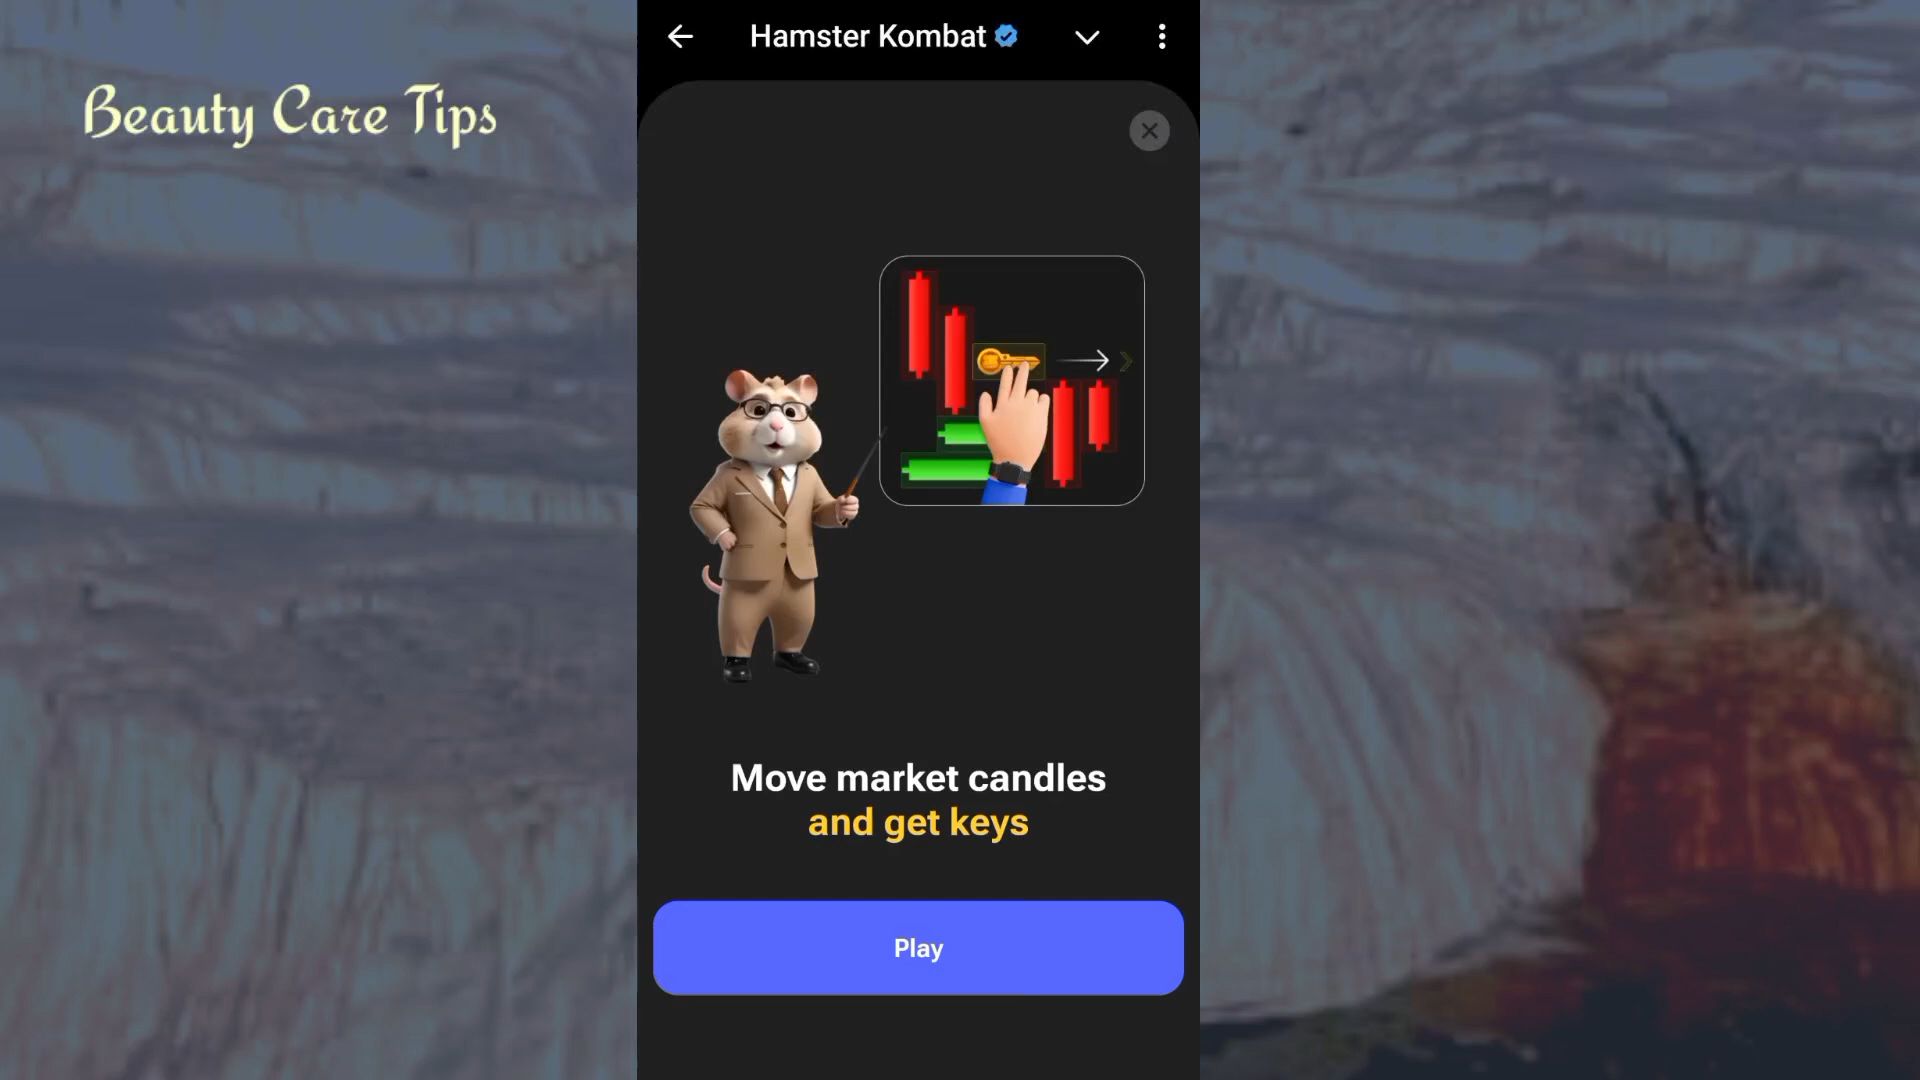 Hamster Kombat
Beauty Care Tips
Move market candles
and get keys
Play